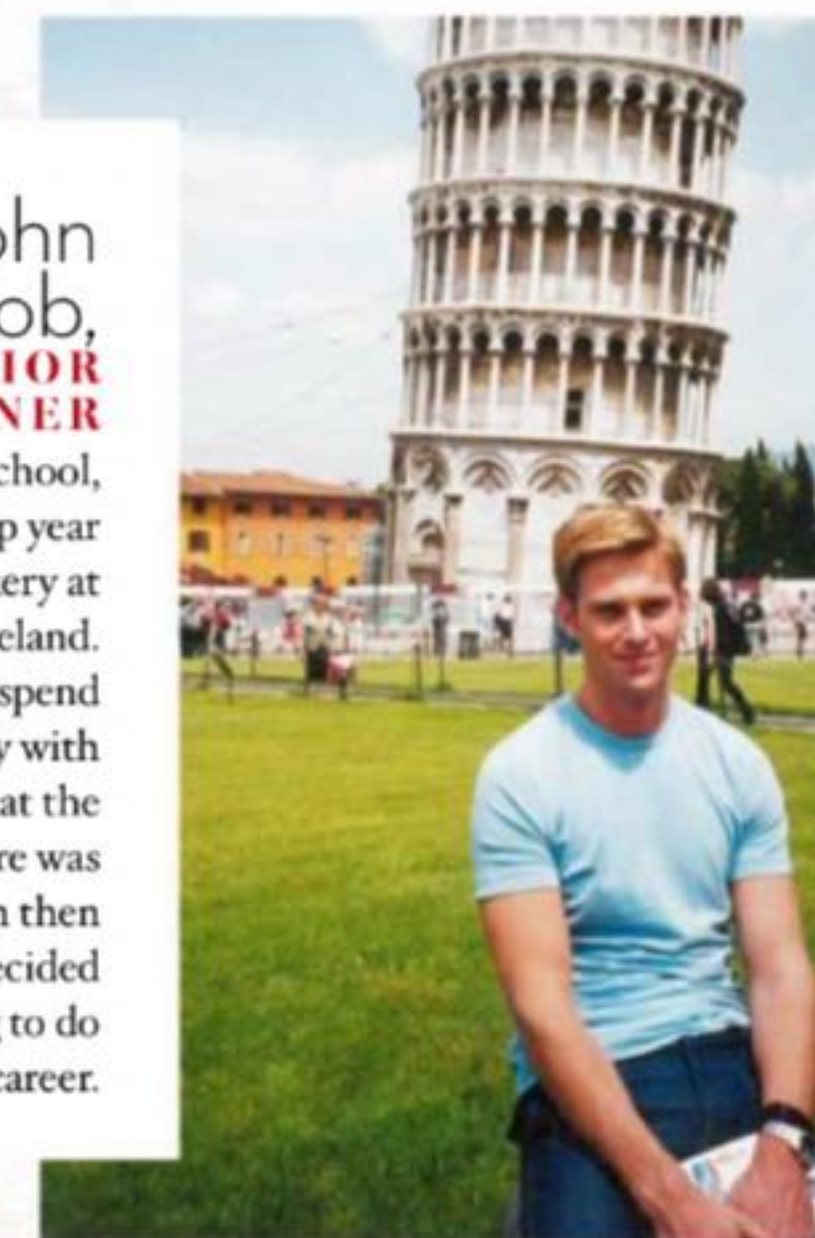 ohn
ob,
IOR
NER
chool,
p year
ery at
eland.
spend
y with
at the
re was
n then
ecided
g to do
career.